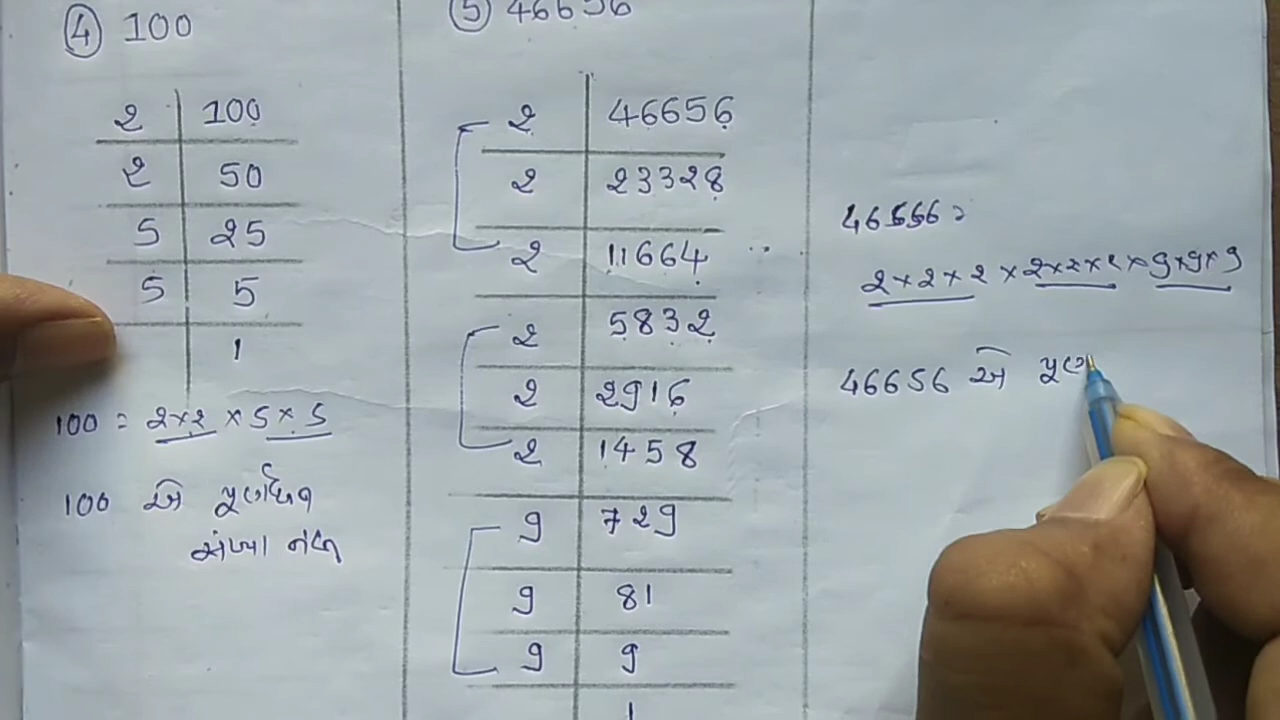 ④ 100
2 | 100
2 | 50
5 | 25
5 | 5
1
100 = 2 × 2 × 5 × 5
100 એ પૂર્ણઘન
સંખ્યા નથી
⑤ 46656
2 | 46656
2 | 23328
2 | 11664
2 | 5832
2 | 2916
2 | 1458
9 | 729
9 | 81
9 | 9
1
46656 =
2 × 2 × 2 × 2 × 2 × 2 × 9 × 9 × 9
46656 એ પૂર્ણ